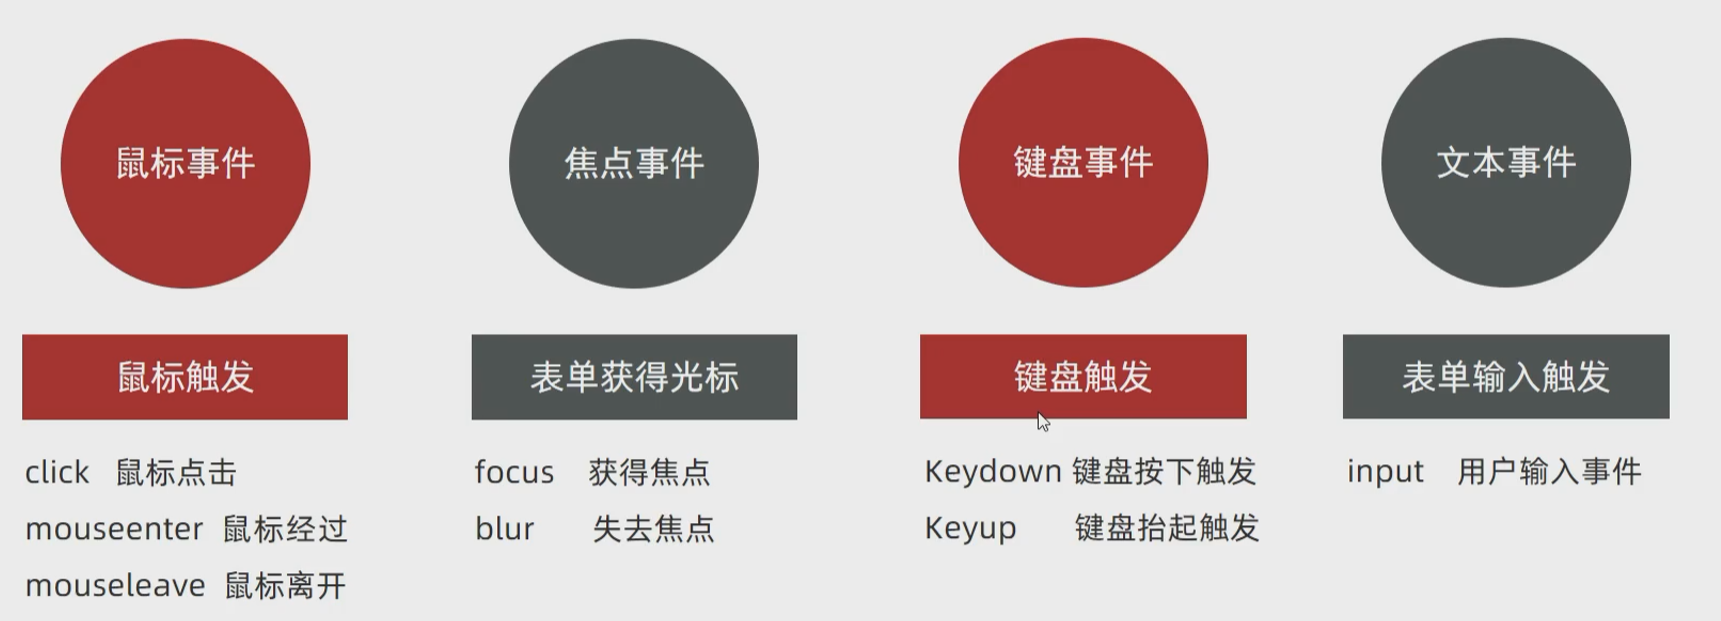 鼠标事件
焦点事件
键盘事件
文本事件
鼠标触发
表单获得光标
键盘触发
表单输入触发
click 鼠标点击
mouseenter 鼠标经过
mouseleave 鼠标离开
focus 获得焦点
blur 失去焦点
Keydown 键盘按下触发
Keyup 键盘抬起触发
input 用户输入事件